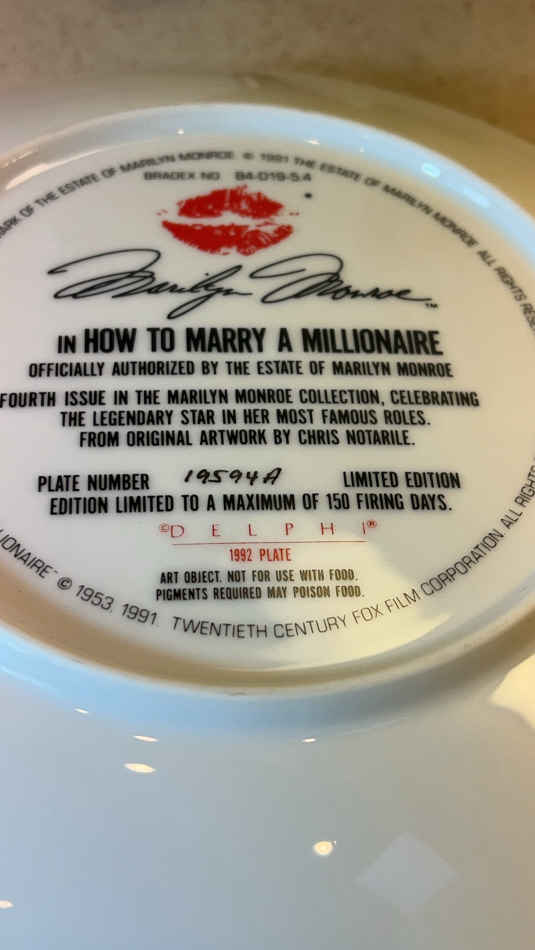 ARK OF THE ESTATE OF MARILYN MONROE © 1991 THE ESTATE OF MARILYN MONROE ALL RIGHTS RESE
BRADEX NO 84-D19-5.4
Marilyn Monroe™
IN HOW TO MARRY A MILLIONAIRE
OFFICIALLY AUTHORIZED BY THE ESTATE OF MARILYN MONROE
FOURTH ISSUE IN THE MARILYN MONROE COLLECTION, CELEBRATING
THE LEGENDARY STAR IN HER MOST FAMOUS ROLES.
FROM ORIGINAL ARTWORK BY CHRIS NOTARILE.
PLATE NUMBER 19594A LIMITED EDITION
EDITION LIMITED TO A MAXIMUM OF 150 FIRING DAYS.
©DELPHI®
1992 PLATE
ART OBJECT. NOT FOR USE WITH FOOD.
PIGMENTS REQUIRED MAY POISON FOOD.
LIONAIRE" © 1953, 1991 TWENTIETH CENTURY FOX FILM CORPORATION. ALL RIGHT